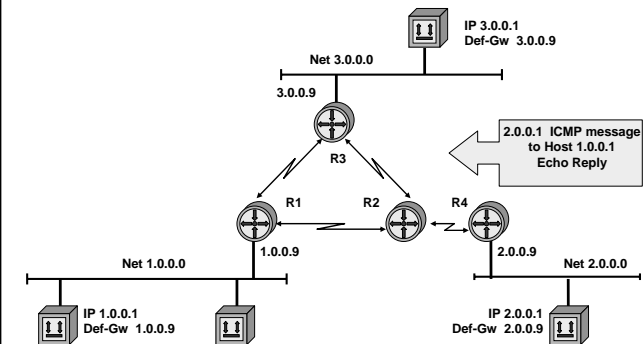 IP 3.0.0.1
Def-Gw 3.0.0.9
Net 3.0.0.0
3.0.0.9
2.0.0.1 ICMP message
to Host 1.0.0.1
Echo Reply
R3
R1
R2
R4
1.0.0.9
2.0.0.9
Net 1.0.0.0
Net 2.0.0.0
IP 1.0.0.1
Def-Gw 1.0.0.9
IP 2.0.0.1
Def-Gw 2.0.0.9